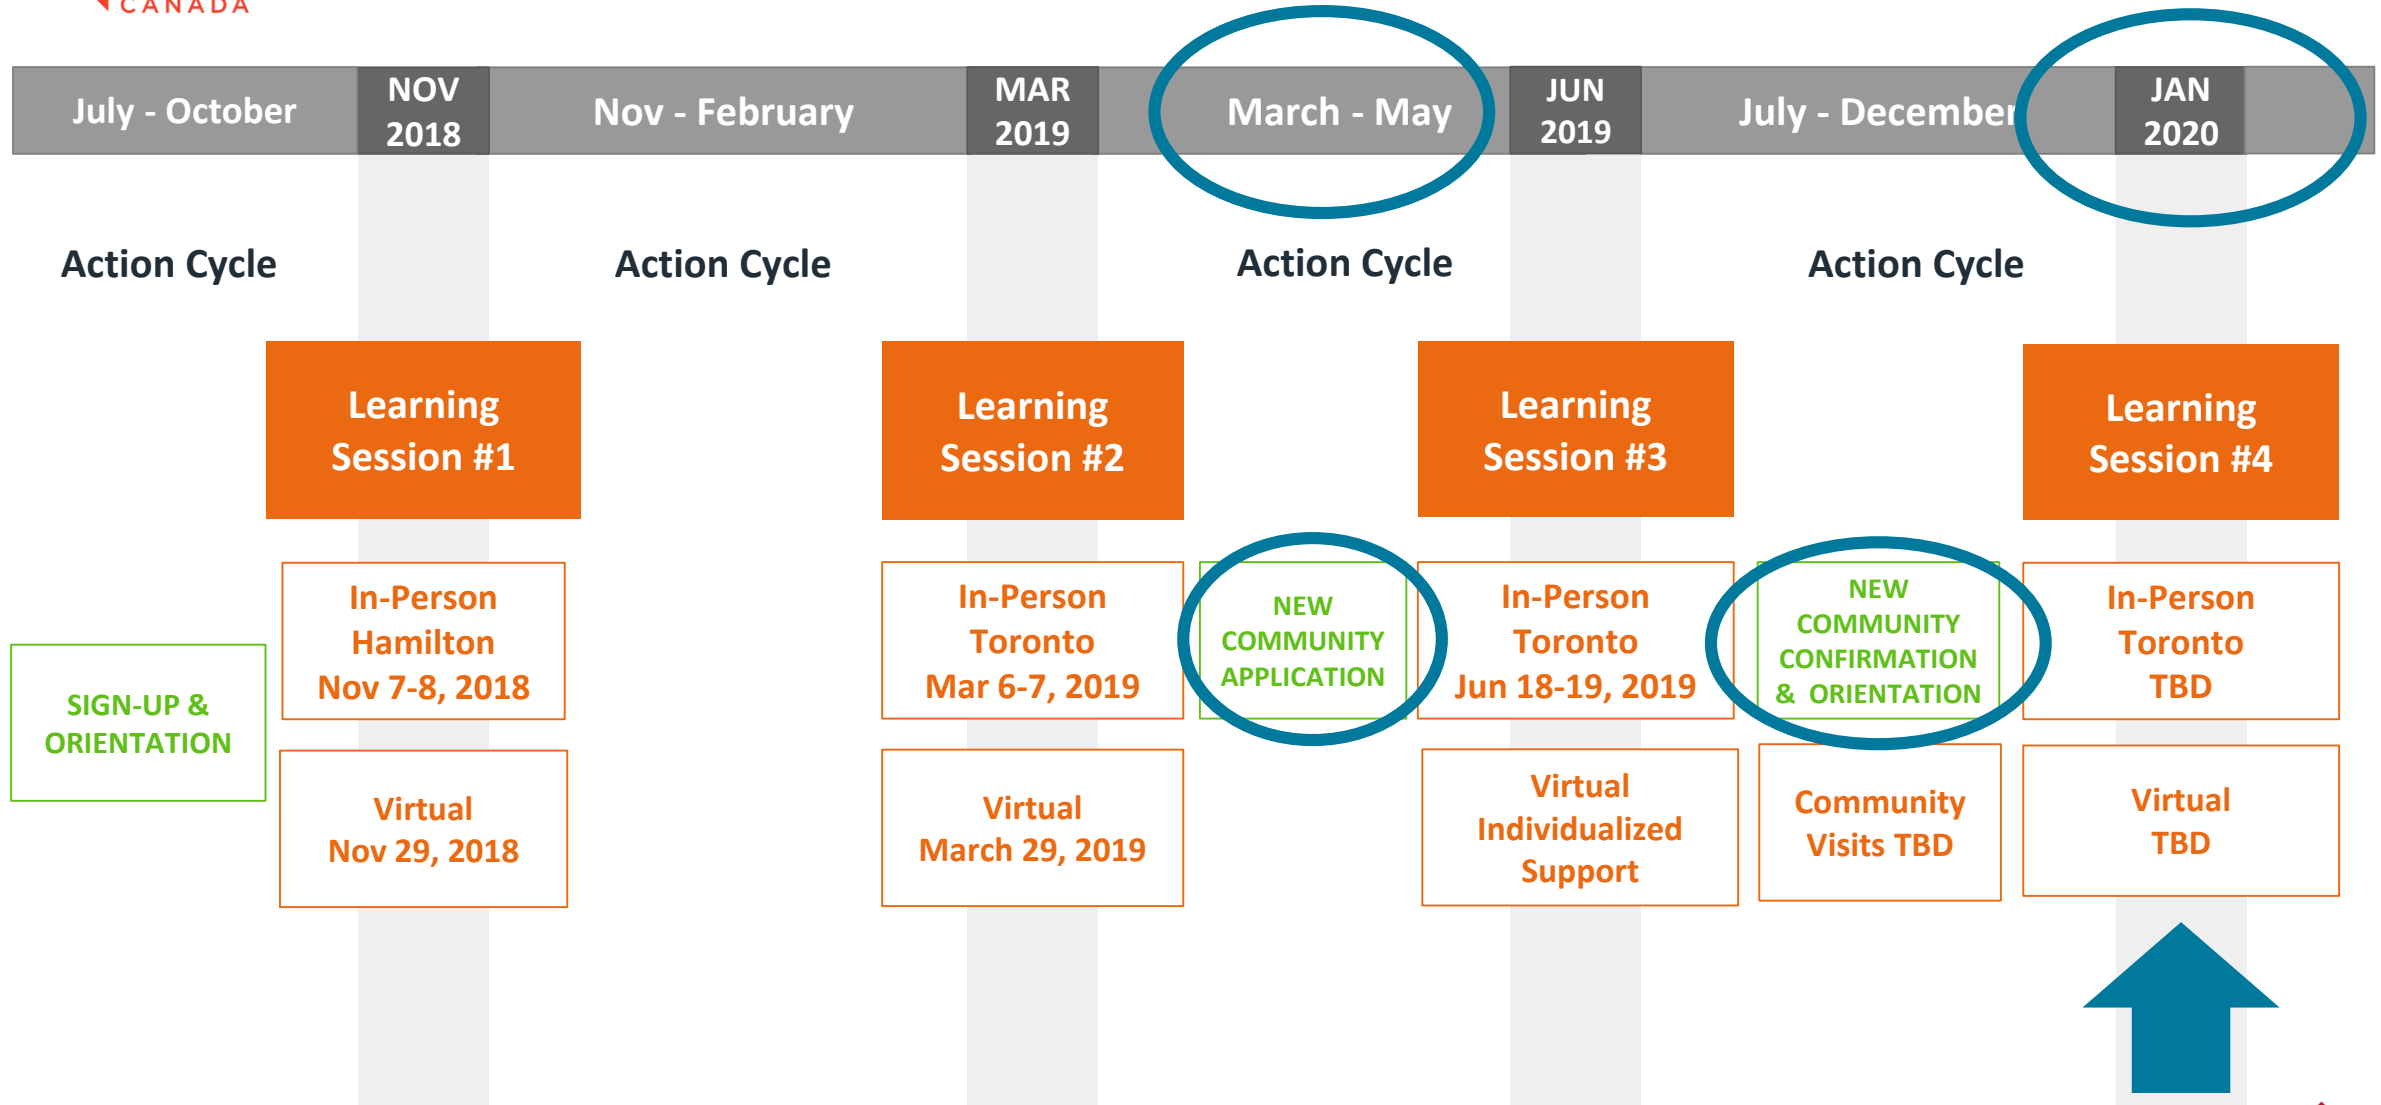 CANADA
July - October
NOV
2018
Nov - February
MAR
2019
March - May
JUN
2019
July - December
JAN
2020
Action Cycle
Action Cycle
Action Cycle
Action Cycle
Learning
Session #1
Learning
Session #2
Learning
Session #3
Learning
Session #4
SIGN-UP &
ORIENTATION
In-Person
Hamilton
Nov 7-8, 2018
Virtual
Nov 29, 2018
In-Person
Toronto
Mar 6-7, 2019
Virtual
March 29, 2019
NEW
COMMUNITY
APPLICATION
In-Person
Toronto
Jun 18-19, 2019
Virtual
Individualized
Support
NEW
COMMUNITY
CONFIRMATION
& ORIENTATION
Community
Visits TBD
In-Person
Toronto
TBD
Virtual
TBD